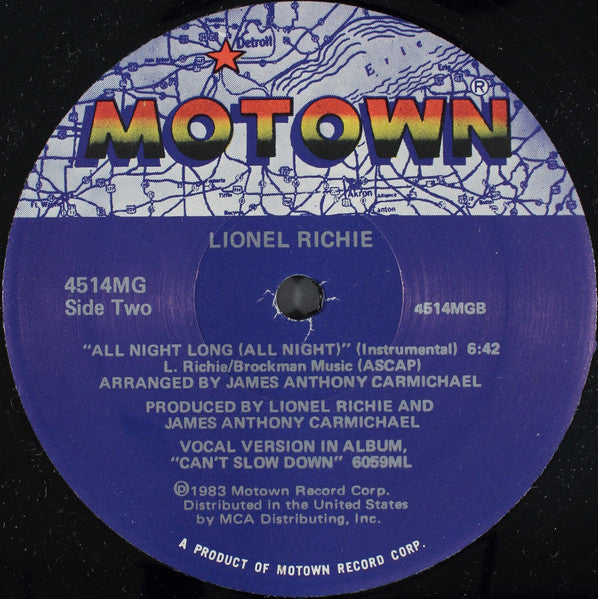 Detroit
Erie
MOTOWN®
Akron
Canton
LIONEL RICHIE
4514MG
Side Two
4514MGB
"ALL NIGHT LONG (ALL NIGHT)" (Instrumental) 6:42
L. Richie/Brockman Music (ASCAP)
ARRANGED BY JAMES ANTHONY CARMICHAEL
PRODUCED BY LIONEL RICHIE AND
JAMES ANTHONY CARMICHAEL
VOCAL VERSION IN ALBUM,
"CAN'T SLOW DOWN" 6059ML
℗1983 Motown Record Corp.
Distributed in the United States
by MCA Distributing, Inc.
A PRODUCT OF MOTOWN RECORD CORP.